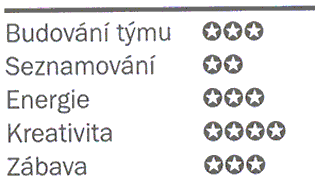 Budování týmu ✪✪✪
Seznamování ✪✪
Energie ✪✪✪
Kreativita ✪✪✪✪
Zábava ✪✪✪